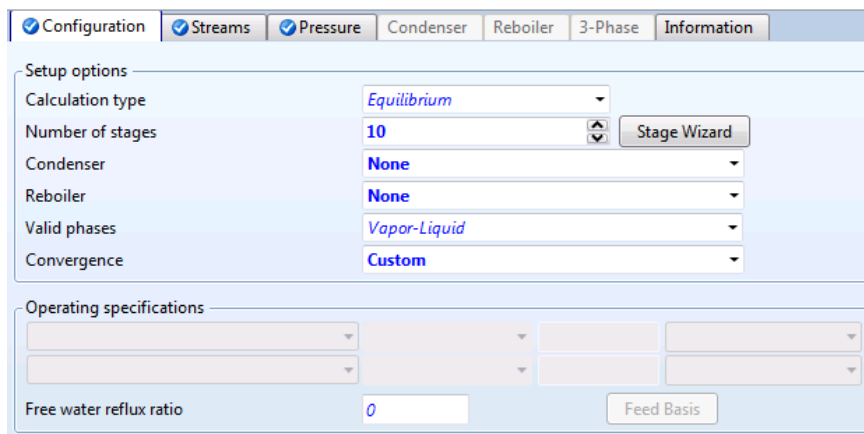 Configuration Streams Pressure Condenser Reboiler 3-Phase Information
Setup options
Calculation type Equilibrium
Number of stages 10 Stage Wizard
Condenser None
Reboiler None
Valid phases Vapor-Liquid
Convergence Custom
Operating specifications
Free water reflux ratio 0 Feed Basis